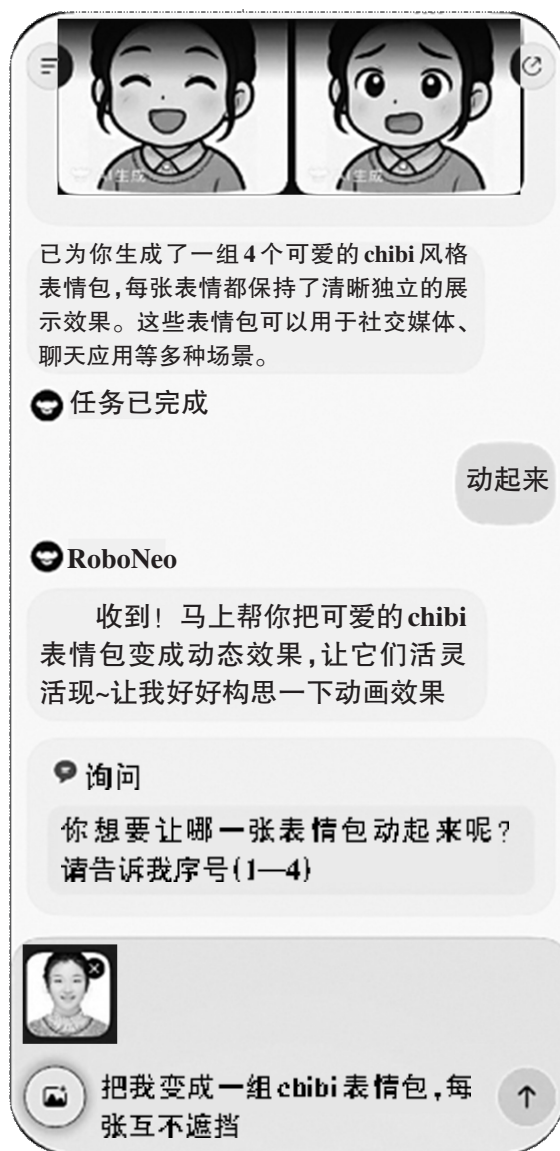 AI生成
AI生成
已为你生成了一组4个可爱的chibi风格
表情包,每张表情都保持了清晰独立的展
示效果。这些表情包可以用于社交媒体、
聊天应用等多种场景。
任务已完成
动起来
RoboNeo
收到！马上帮你把可爱的chibi
表情包变成动态效果,让它们活灵
活现~让我好好构思一下动画效果
询问
你想要让哪一张表情包动起来呢?
请告诉我序号(1—4)
把我变成一组chibi表情包,每
张互不遮挡